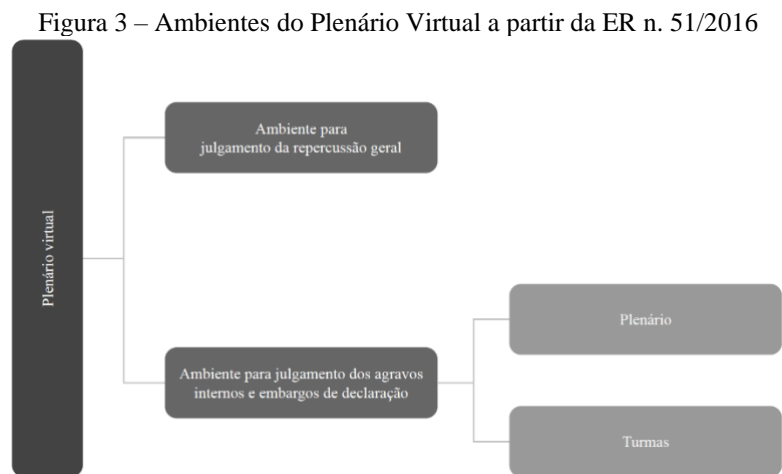 Figura 3 – Ambientes do Plenário Virtual a partir da ER n. 51/2016
Plenário virtual
Ambiente para
julgamento da repercussão geral
Ambiente para julgamento dos agravos
internos e embargos de declaração
Plenário
Turmas